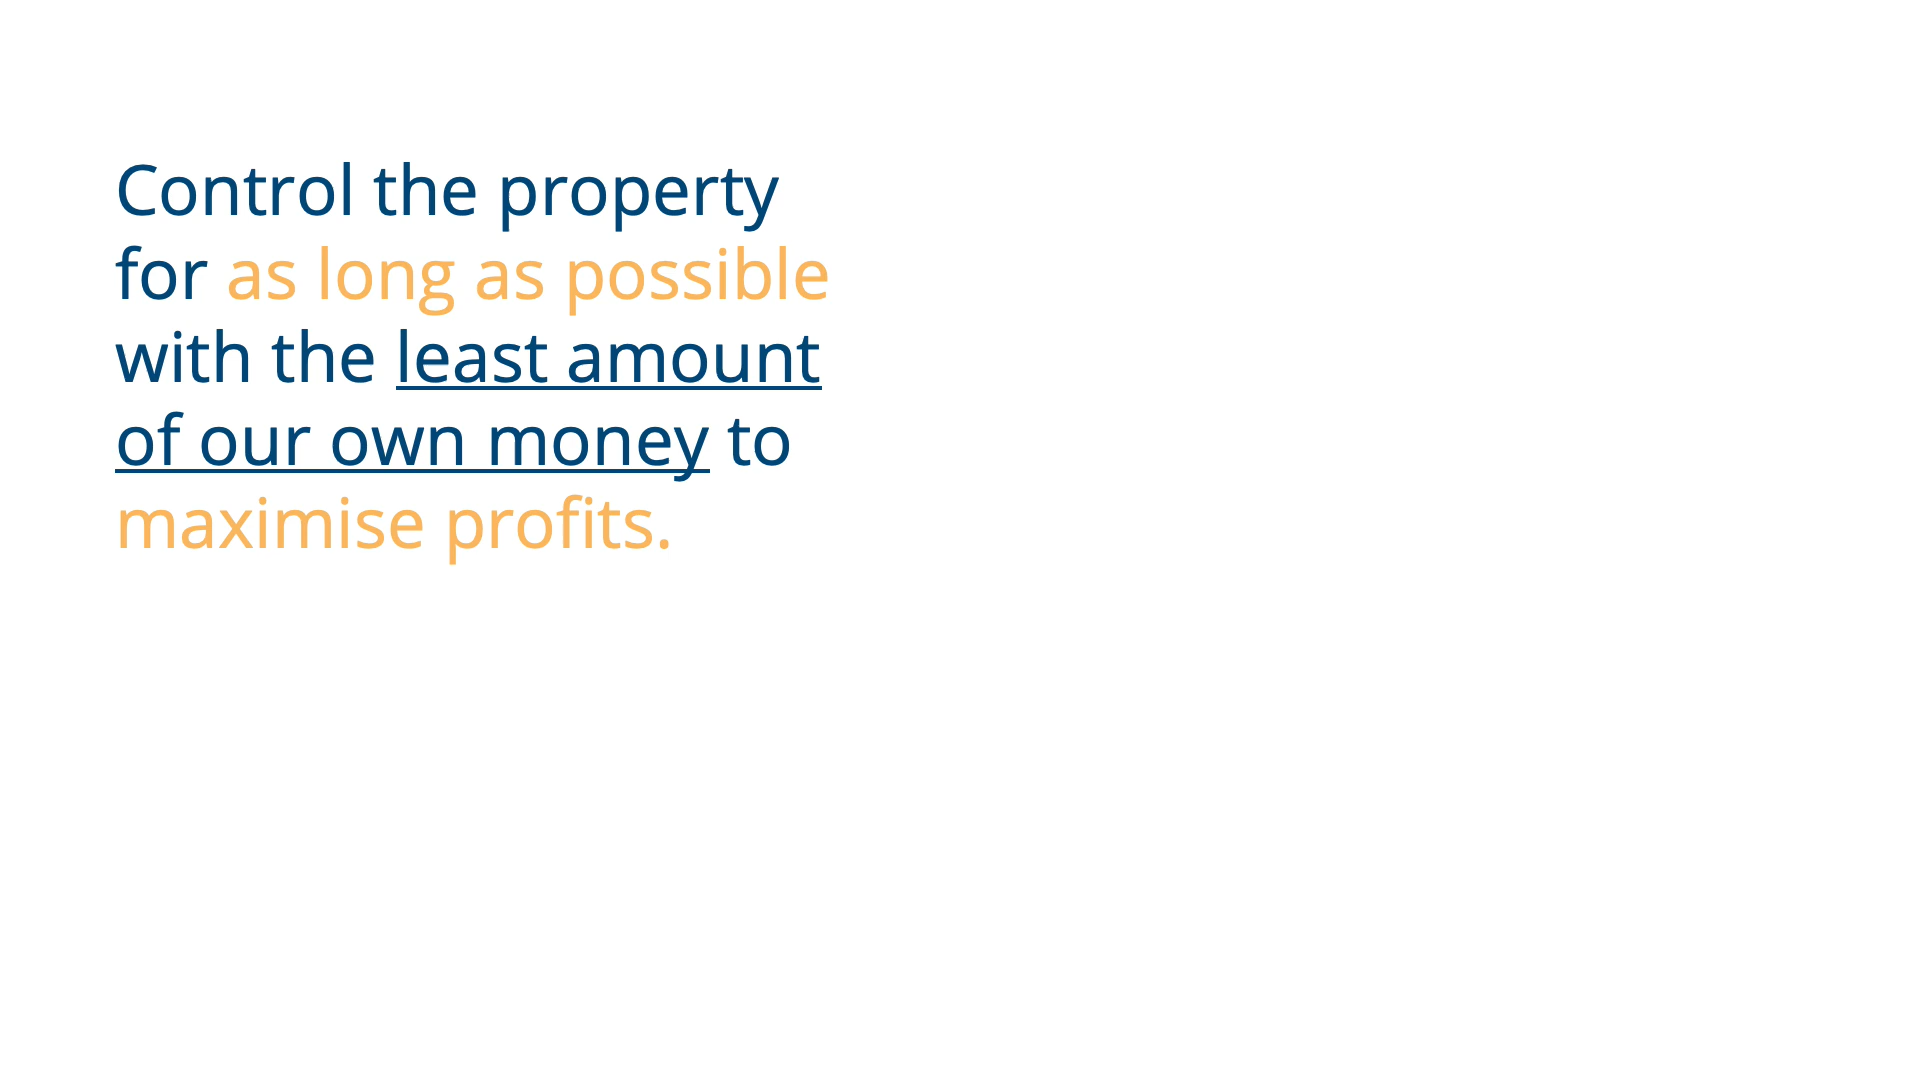 Control the property
for as long as possible
with the least amount
of our own money to
maximise profits.